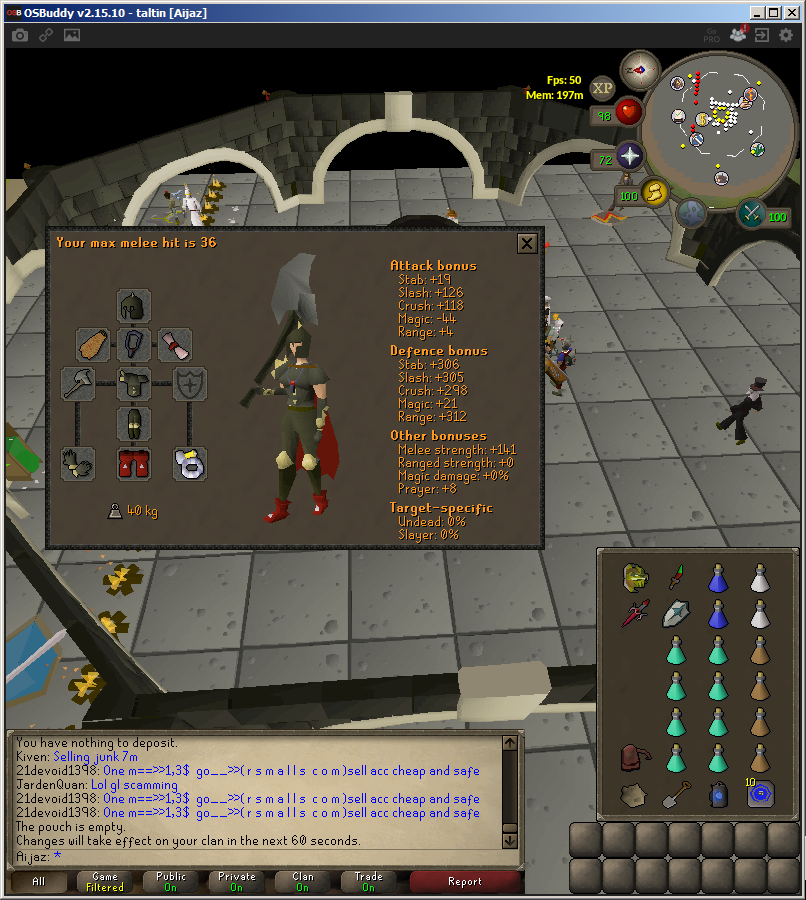 OSBuddy v2.15.10 - taltin [Aijaz]
Go
PRO
Fps: 50
Mem: 197m
XP
98
72
100
100
Your max melee hit is 36
Attack bonus
Stab: +19
Slash: +126
Crush: +118
Magic: -44
Range: +4
Defence bonus
Stab: +306
Slash: +305
Crush: +298
Magic: +21
Range: +312
Other bonuses
Melee strength: +141
Ranged strength: +0
Magic damage: +0%
Prayer: +8
Target-specific
Undead: 0%
Slayer: 0%
40 kg
10
You have nothing to deposit.
Kiven: Selling junk 7m
21devoid1398: One m==>>1,3$ go__>>(r s m a l l s c o m)sell acc cheap and safe
JardenQuan: Lol gl scamming
21devoid1398: One m==>>1,3$ go__>>(r s m a l l s c o m)sell acc cheap and safe
21devoid1398: One m==>>1,3$ go__>>(r s m a l l s c o m)sell acc cheap and safe
The pouch is empty.
Changes will take effect on your clan in the next 60 seconds.
Aijaz: *
All
Game
Filtered
Public
On
Private
On
Clan
On
Trade
On
Report